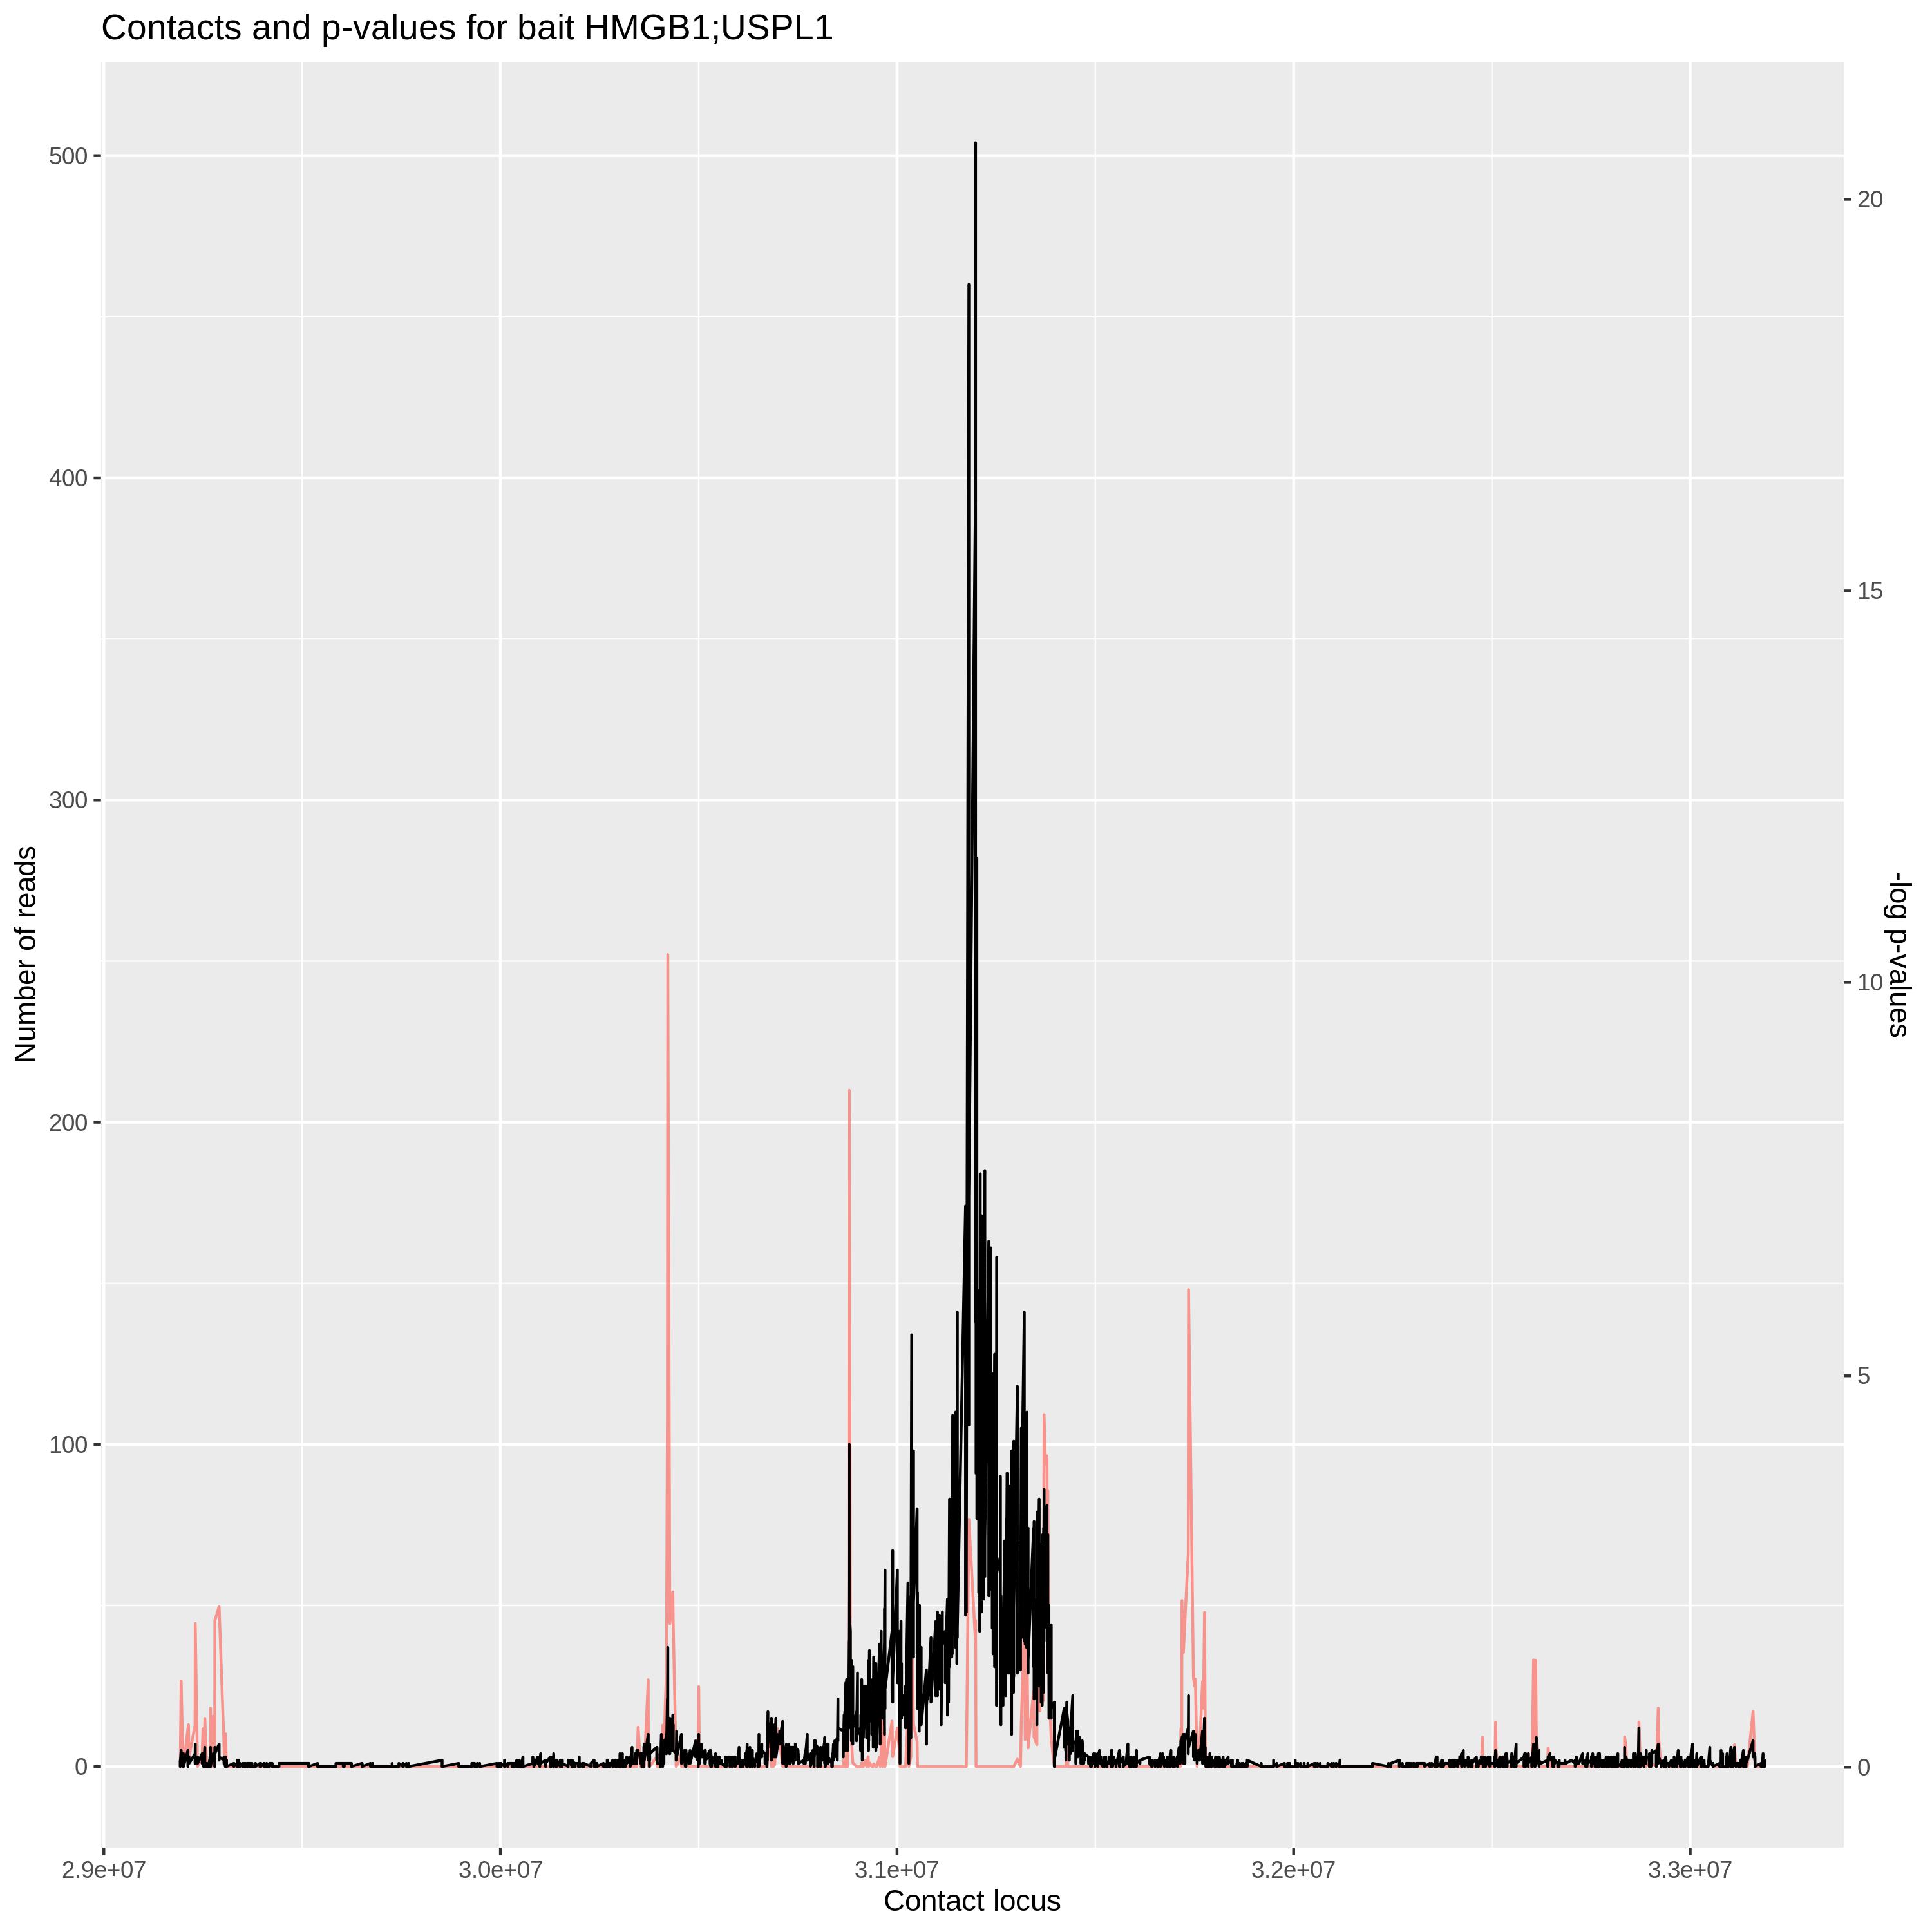 Contacts and p-values for bait HMGB1;USPL1
500
400
300
200
100
0
Number of reads
20
15
10
5
0
-log p-values
2.9e+07 3.0e+07 3.1e+07 3.2e+07 3.3e+07
Contact locus